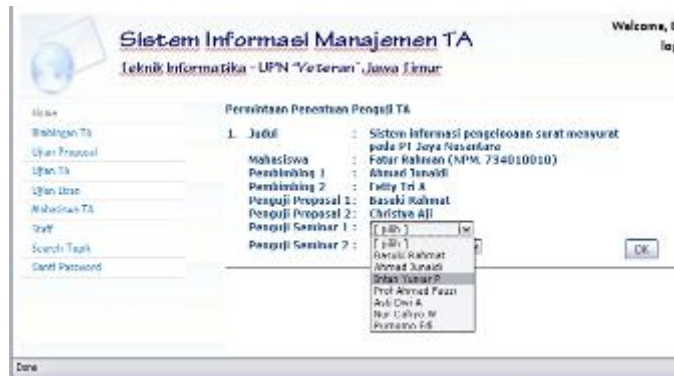 Sistem Informasi Manajemen TA
Teknik Informatika - UPN "Veteran" Jawa Timur
Welcome,
Home
Bimbingan TA
Ujian Proposal
Ujian TA
Ujian Lisan
Mahasiswa TA
Staff
Search Topik
Ganti Password
Permintaan Penentuan Penguji TA
1. Judul : Sistem informasi pengelooaan surat menyurat
pada PT Jaya Nusantara
Mahasiswa : Fatur Rahman (NPM. 734010010)
Pembimbing 1 : Ahmad Junaidi
Pembimbing 2 : Fetty Tri A
Penguji Proposal 1 : Basuki Rahmat
Penguji Proposal 2 : Christya Aji
Penguji Seminar 1 : [ pilih ]
Penguji Seminar 2 :
[ pilih ]
Basuki Rahmat
Ahmad Junaidi
Intan Yuniar P
Prof Ahmad Fauzi
Asti Dwi A
Nur Cahyo W
Purnomo Edi
OK
Done